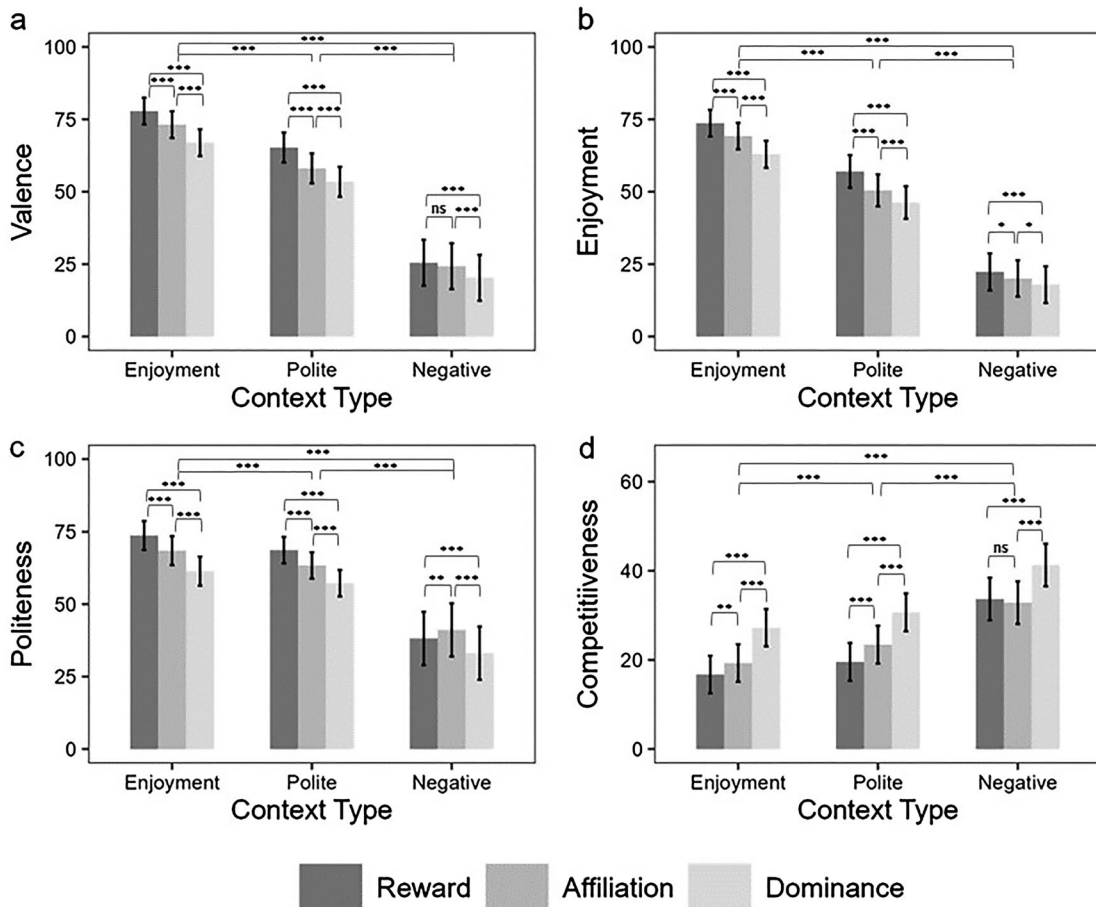 a
b
100
75
50
25
0
Valence
*** 
*** ***
***
*** ***
***
*** ***
***
ns ***
Enjoyment Polite Negative
Context Type
100
75
50
25
0
Enjoyment
***
*** ***
***
*** ***
***
*** ***
***
* *
Enjoyment Polite Negative
Context Type
c
d
100
75
50
25
0
Politeness
***
*** ***
***
*** ***
***
*** ***
***
** ***
Enjoyment Polite Negative
Context Type
60
40
20
0
Competitiiveness
***
*** ***
***
** ***
***
*** ***
***
ns ***
Enjoyment Polite Negative
Context Type
Reward Affiliation Dominance